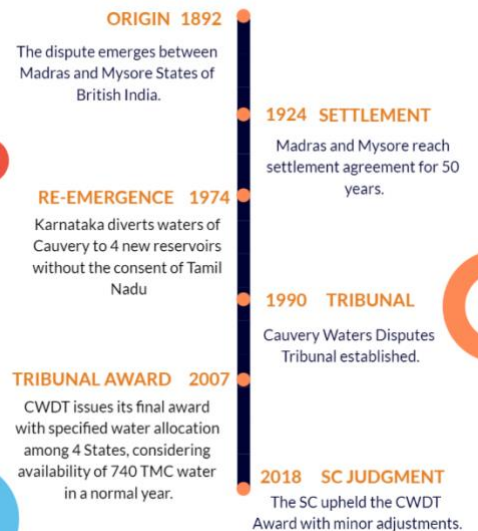 ORIGIN 1892
The dispute emerges between
Madras and Mysore States of
British India.
1924 SETTLEMENT
Madras and Mysore reach
settlement agreement for 50
years.
RE-EMERGENCE 1974
Karnataka diverts waters of
Cauvery to 4 new reservoirs
without the consent of Tamil
Nadu
1990 TRIBUNAL
Cauvery Waters Disputes
Tribunal established.
TRIBUNAL AWARD 2007
CWDT issues its final award
with specified water allocation
among 4 States, considering
availability of 740 TMC water
in a normal year.
2018 SC JUDGMENT
The SC upheld the CWDT
Award with minor adjustments.